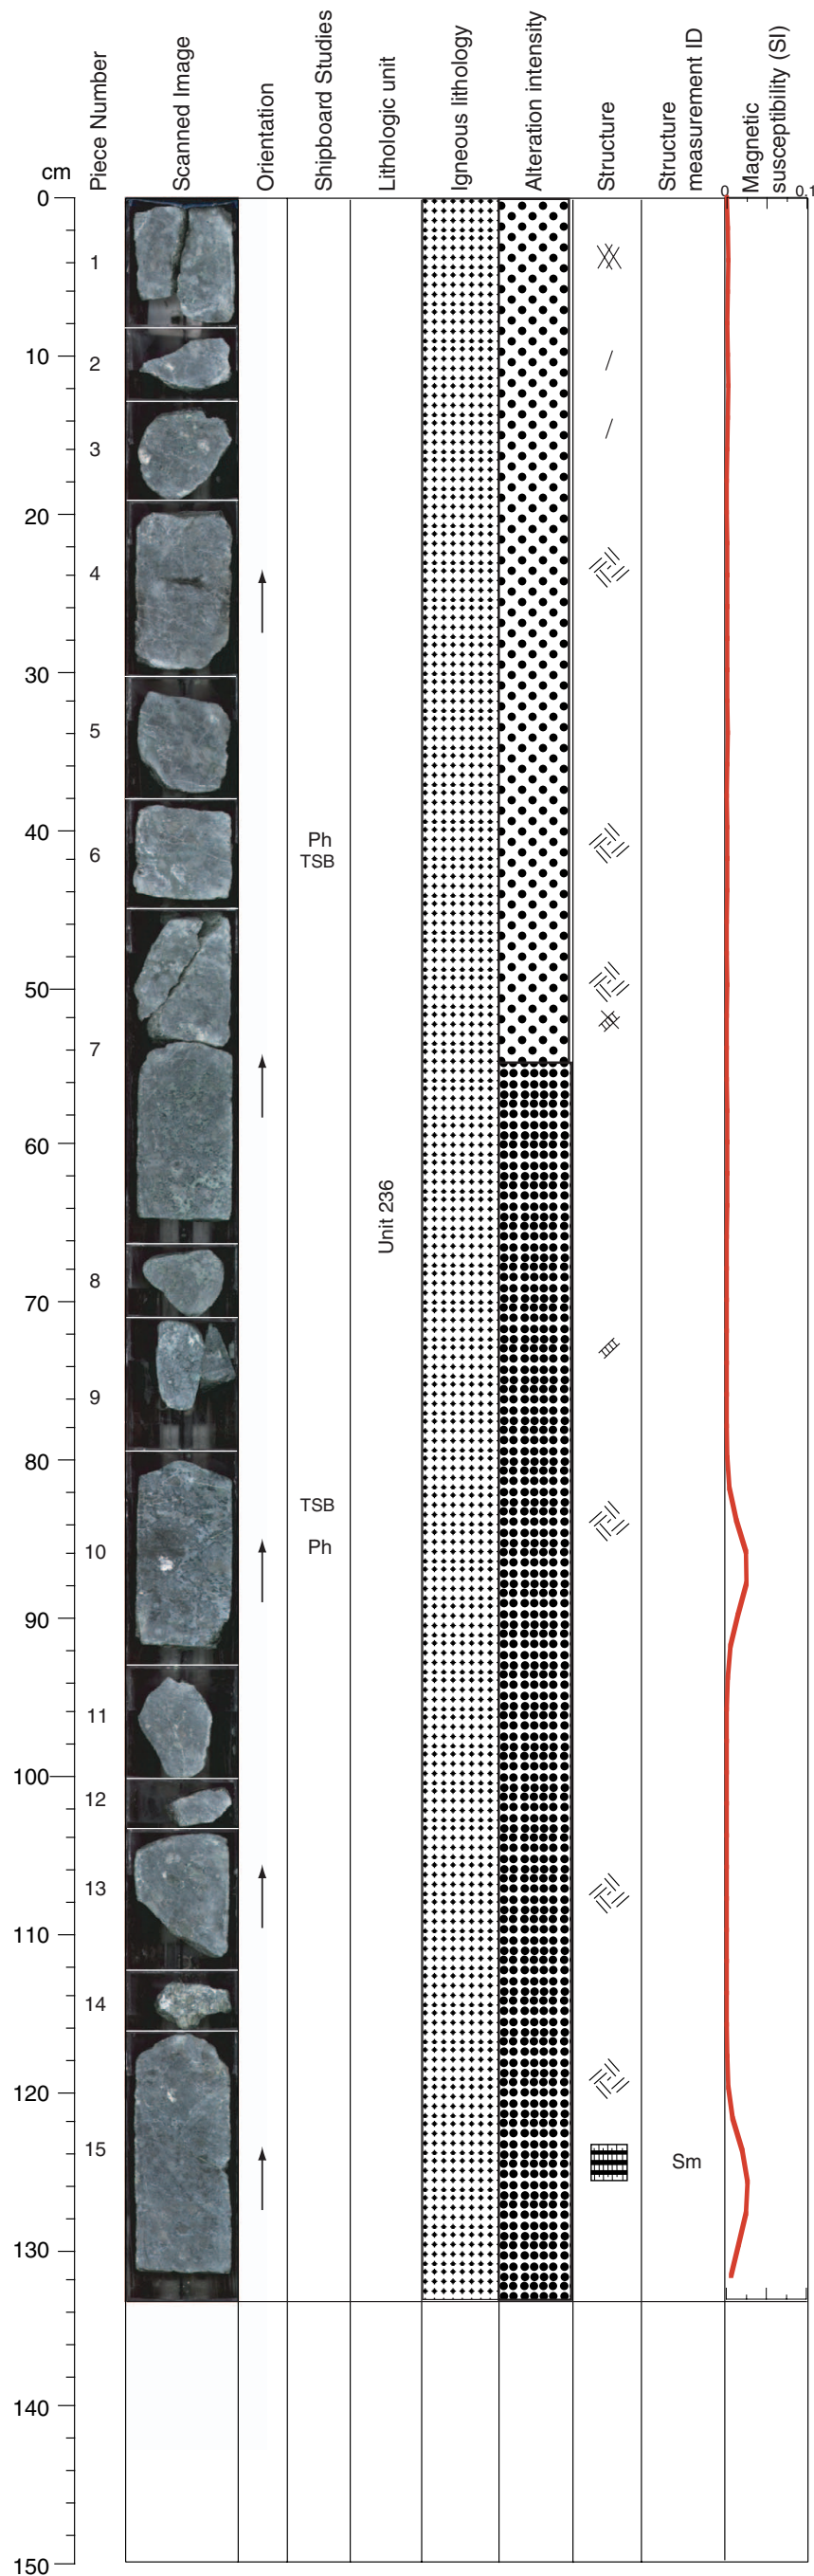 cm
Piece Number
Scanned Image
Orientation
Shipboard Studies
Lithologic unit
Igneous lithology
Alteration intensity
Structure
Structure
measurement ID
Magnetic
susceptibility (SI)
0
0.1
0
1
10
2
3
20
4
30
5
40
6
Ph
TSB
50
7
60
Unit 236
8
70
9
80
TSB
10
Ph
90
11
100
12
13
110
14
120
15
Sm
130
140
150